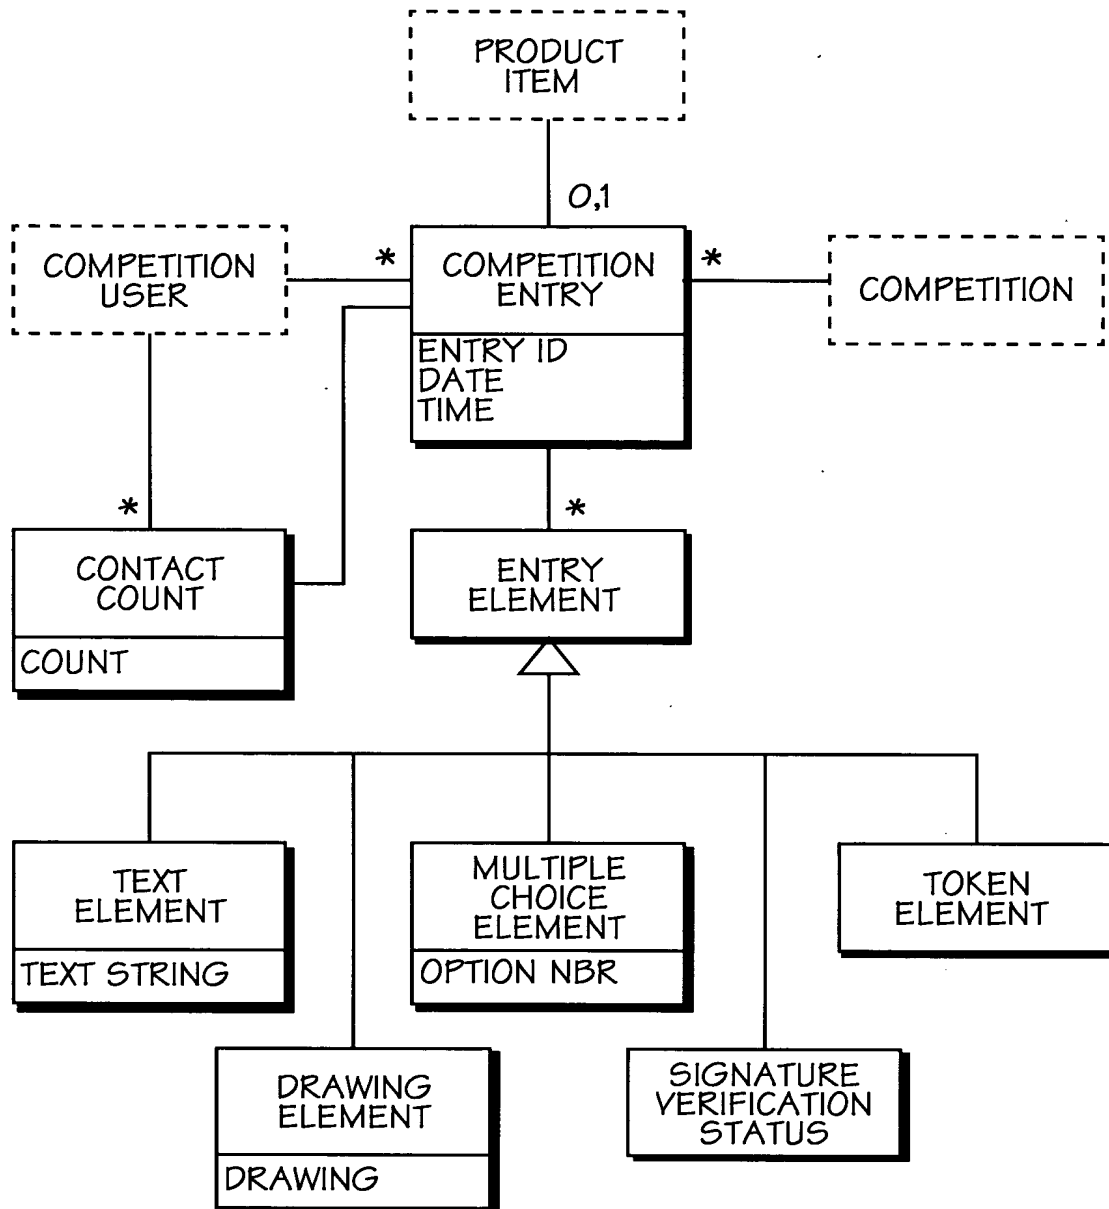 PRODUCT
ITEM
0,1
COMPETITION
USER
*
COMPETITION
ENTRY
*
COMPETITION
ENTRY ID
DATE
TIME
*
*
CONTACT
COUNT
COUNT
ENTRY
ELEMENT
TEXT
ELEMENT
TEXT STRING
MULTIPLE
CHOICE
ELEMENT
OPTION NBR
TOKEN
ELEMENT
DRAWING
ELEMENT
DRAWING
SIGNATURE
VERIFICATION
STATUS